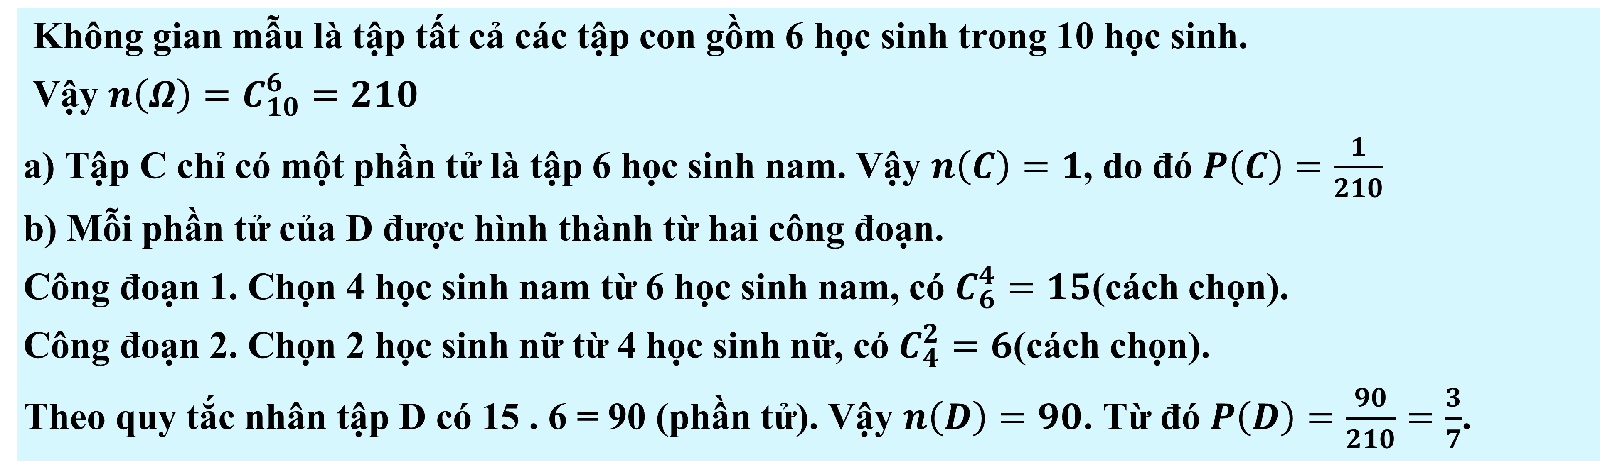 Không gian mẫu là tập tất cả các tập con gồm 6 học sinh trong 10 học sinh.
Vậy n(Ω) = C₁₀⁶ = 210
a) Tập C chỉ có một phần tử là tập 6 học sinh nam. Vậy n(C) = 1, do đó P(C) = 1/210
b) Mỗi phần tử của D được hình thành từ hai công đoạn.
Công đoạn 1. Chọn 4 học sinh nam từ 6 học sinh nam, có C₆⁴ = 15(cách chọn).
Công đoạn 2. Chọn 2 học sinh nữ từ 4 học sinh nữ, có C₄² = 6(cách chọn).
Theo quy tắc nhân tập D có 15 . 6 = 90 (phần tử). Vậy n(D) = 90. Từ đó P(D) = 90/210 = 3/7.